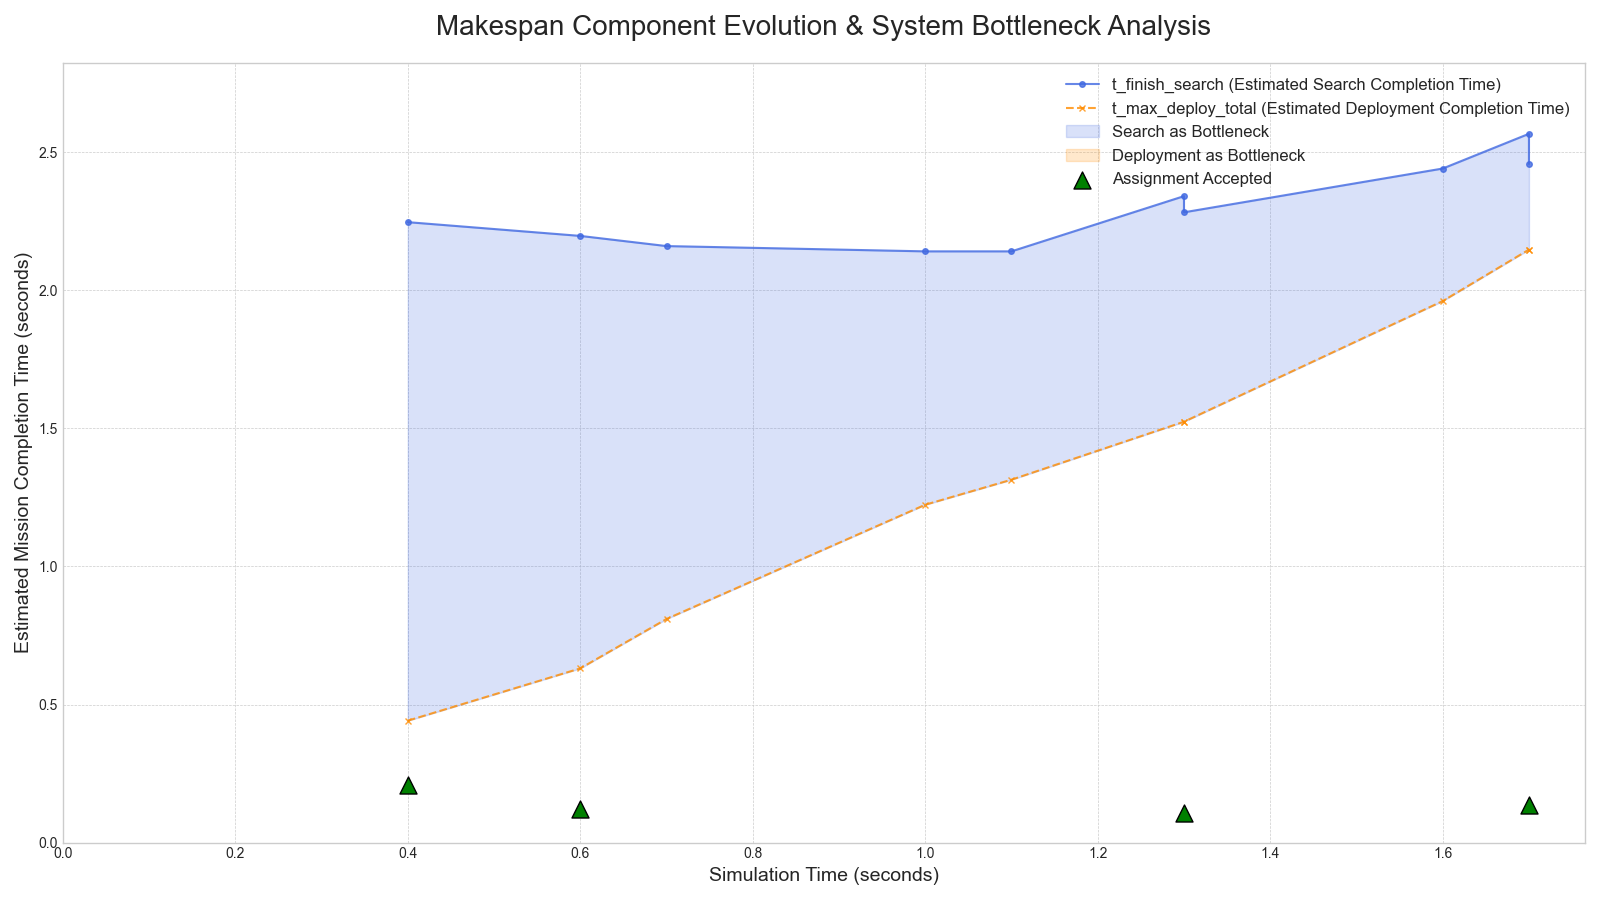 Makespan Component Evolution & System Bottleneck Analysis
t_finish_search (Estimated Search Completion Time)
t_max_deploy_total (Estimated Deployment Completion Time)
Search as Bottleneck
Deployment as Bottleneck
Assignment Accepted
Estimated Mission Completion Time (seconds)
2.5
2.0
1.5
1.0
0.5
0.0
0.0 0.2 0.4 0.6 0.8 1.0 1.2 1.4 1.6
Simulation Time (seconds)